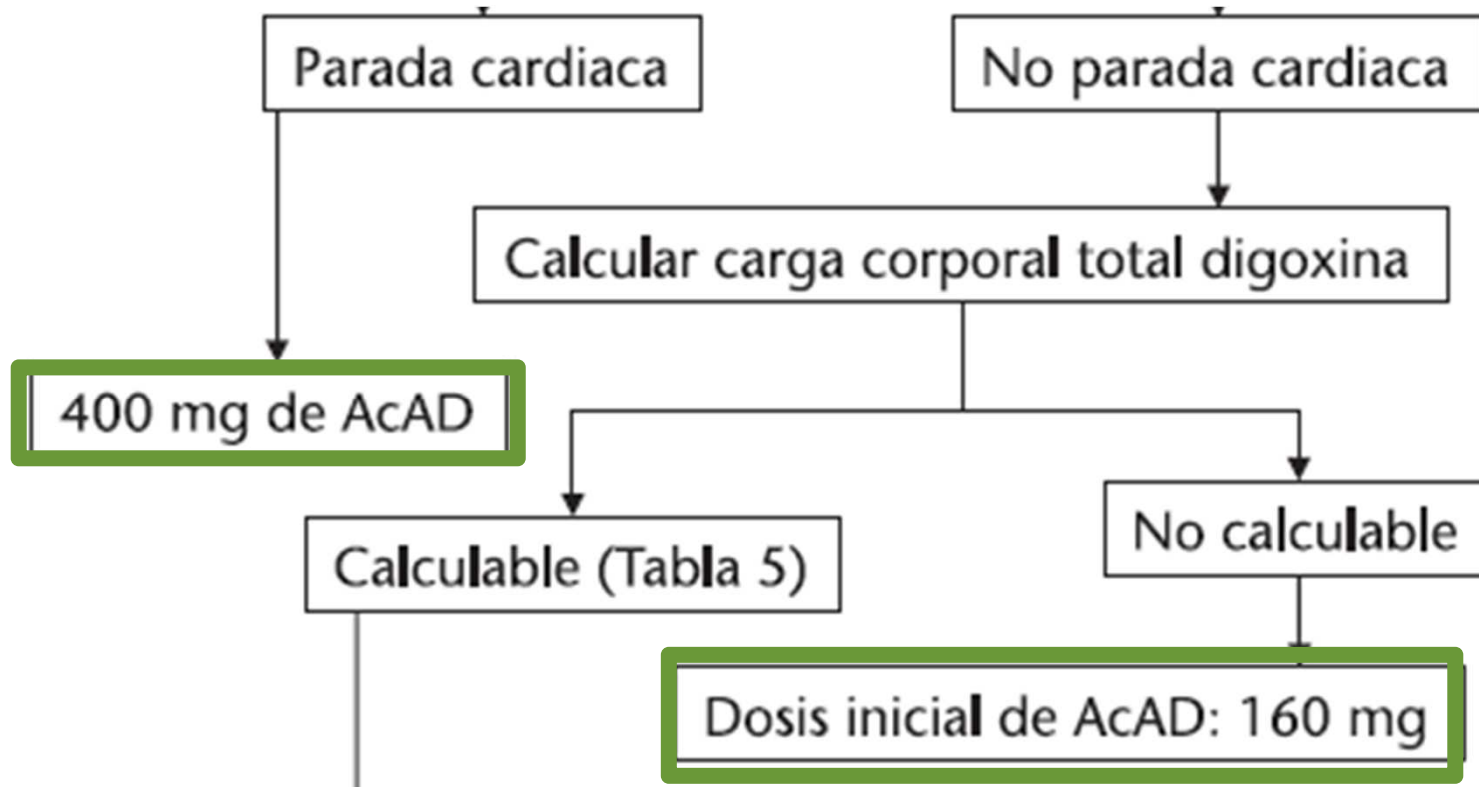 Parada cardiaca
No parada cardiaca
Calcular carga corporal total digoxina
400 mg de AcAD
Calculable (Tabla 5)
No calculable
Dosis inicial de AcAD: 160 mg